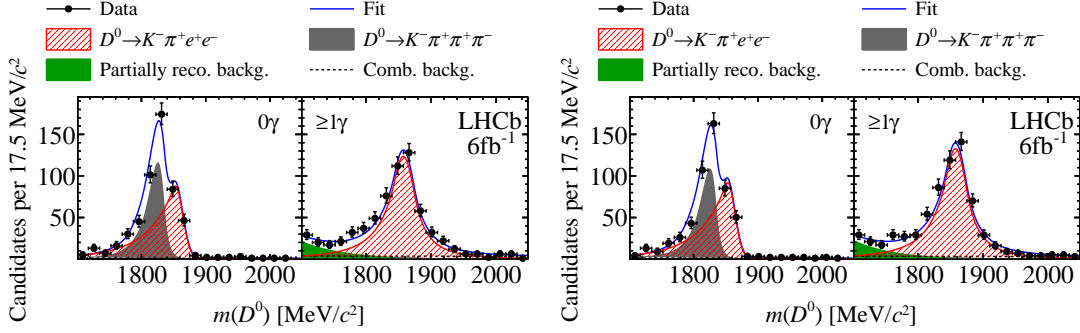 Data
Fit
D⁰→K⁻π⁺e⁺e⁻
D⁰→K⁻π⁺π⁺π⁻
Partially reco. backg.
Comb. backg.
Candidates per 17.5 MeV/c²
150
100
50
0γ
≥1γ
LHCb
6fb⁻¹
1800
1900
2000
1800
1900
2000
m(D⁰) [MeV/c²]
Data
Fit
D⁰→K⁻π⁺e⁺e⁻
D⁰→K⁻π⁺π⁺π⁻
Partially reco. backg.
Comb. backg.
Candidates per 17.5 MeV/c²
150
100
50
0γ
≥1γ
LHCb
6fb⁻¹
1800
1900
2000
1800
1900
2000
m(D⁰) [MeV/c²]